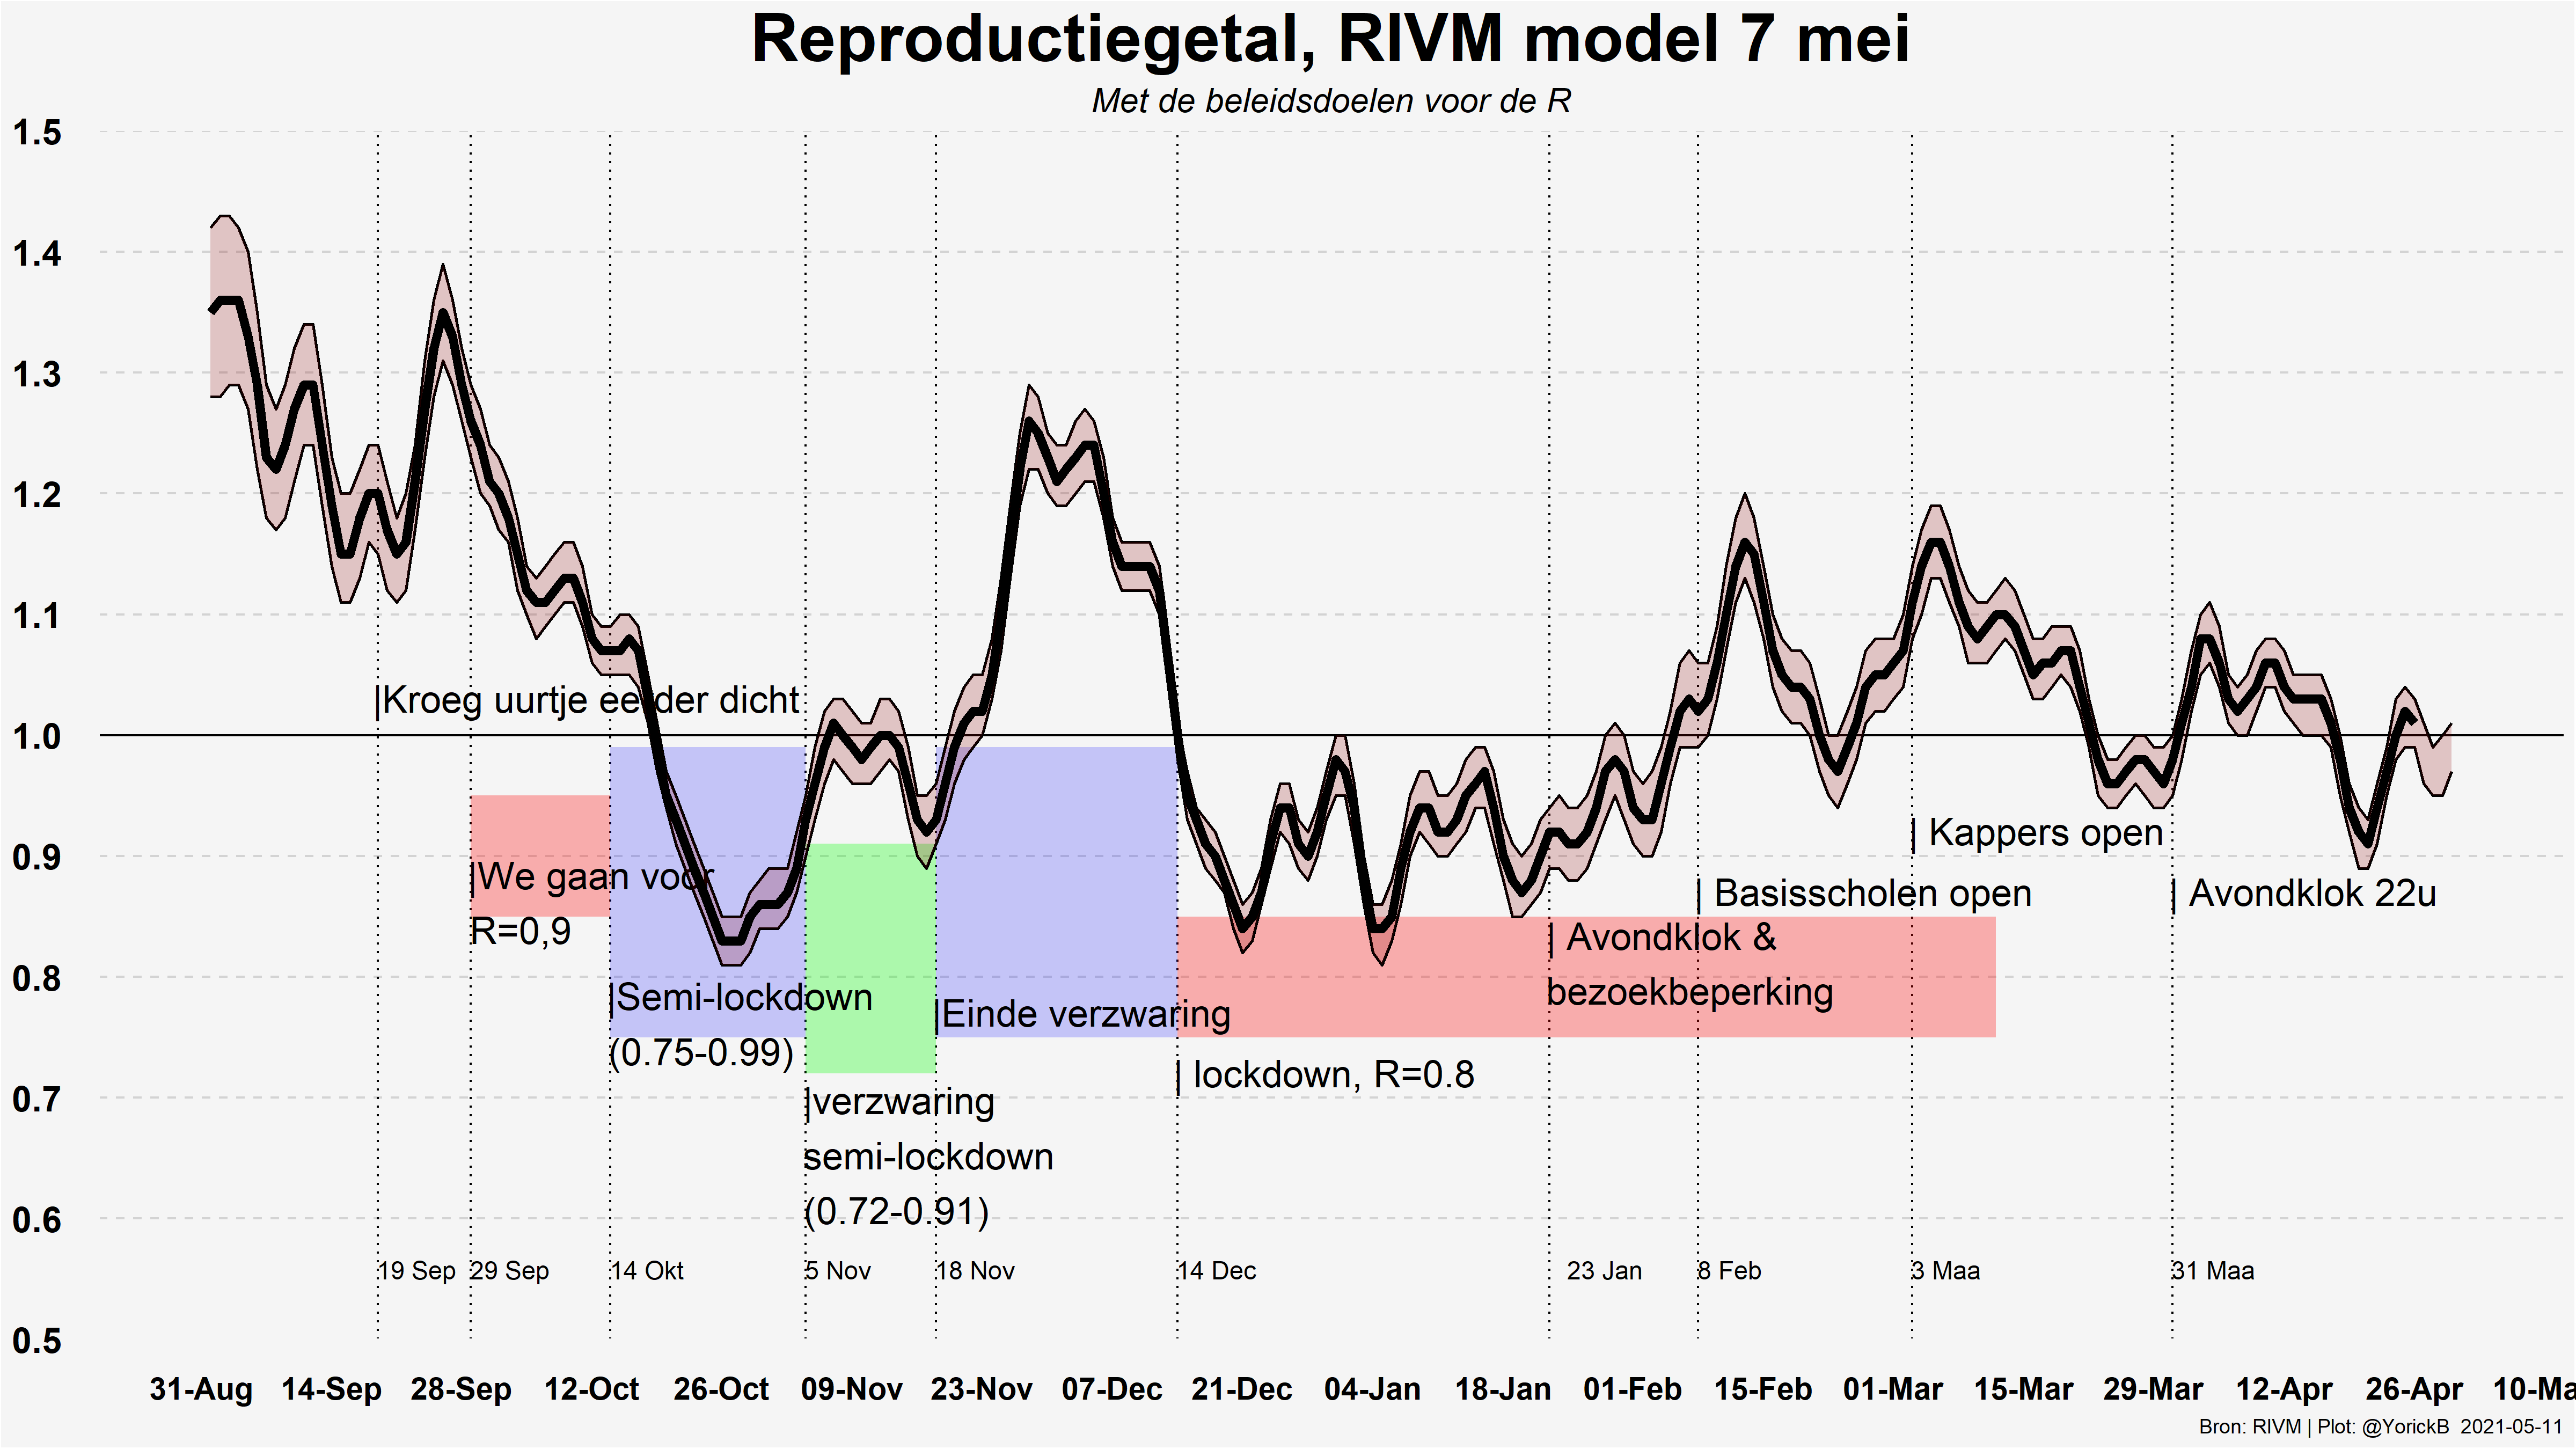 Reproductiegetal, RIVM model 7 mei
Met de beleidsdoelen voor de R
1.5
1.4
1.3
1.2
1.1
1.0
0.9
0.8
0.7
0.6
0.5
|Kroeg uurtje eerder dicht
|We gaan voor
R=0,9
|Semi-lockdown
(0.75-0.99)
|verzwaring
semi-lockdown
(0.72-0.91)
|Einde verzwaring
| lockdown, R=0.8
| Avondklok &
bezoekbeperking
| Basisscholen open
| Kappers open
| Avondklok 22u
19 Sep 29 Sep 14 Okt 5 Nov 18 Nov 14 Dec 23 Jan 8 Feb 3 Maa 31 Maa
31-Aug 14-Sep 28-Sep 12-Oct 26-Oct 09-Nov 23-Nov 07-Dec 21-Dec 04-Jan 18-Jan 01-Feb 15-Feb 01-Mar 15-Mar 29-Mar 12-Apr 26-Apr 10-Ma
Bron: RIVM | Plot: @YorickB 2021-05-11